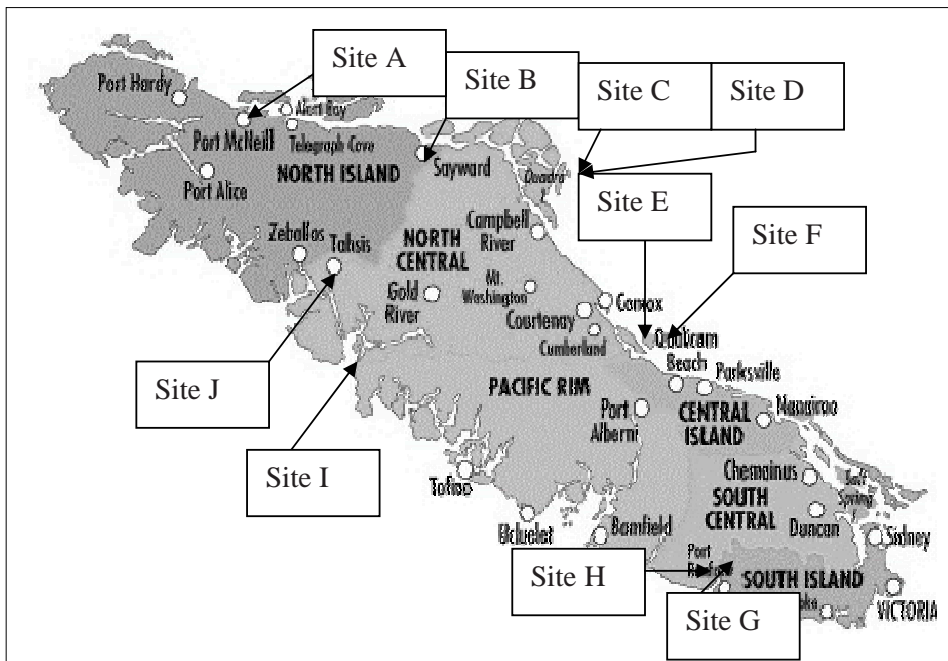 Site A
Site B
Site C
Site D
Port Hardy
Alert Bay
Port McNeill
Telegraph Cove
NORTH ISLAND
Sayward
Port Alice
Quadra
I
Site E
Site F
Zeballos
Tahsis
NORTH
CENTRAL
Campbell
River
Mt.
Washington
Gold
River
Comox
Courtenay
Cumberland
Qualicum
Beach
Parksville
Site J
PACIFIC RIM
Port
Alberni
CENTRAL
ISLAND
Nanaimo
Site I
Tofino
Chemainus
Salt
Spring
I
SOUTH
CENTRAL
Duncan
Ucluelet
Bamfield
Sidney
Port
Site H
SOUTH ISLAND
Site G
VICTORIA